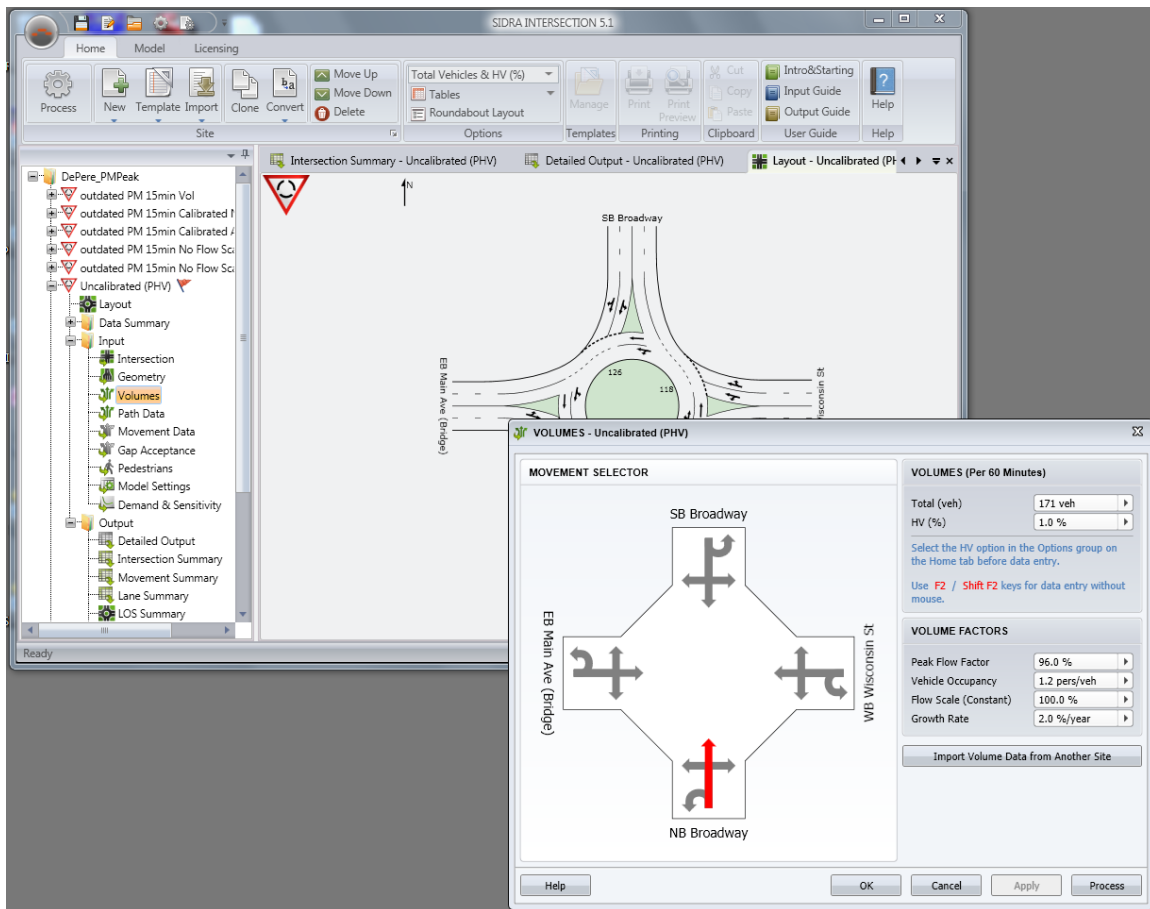 SIDRA INTERSECTION 5.1
Home Model Licensing
Process
New Template Import
Clone Convert
Move Up
Move Down
Delete
Site
Total Vehicles & HV (%)
Tables
Roundabout Layout
Options
Manage
Templates
Print Print Preview
Printing
Cut
Copy
Paste
Clipboard
Intro&Starting
Input Guide
Output Guide
User Guide
Help
Help
DePere_PMPeak
outdated PM 15min Vol
outdated PM 15min Calibrated
outdated PM 15min Calibrated
outdated PM 15min No Flow Sc
outdated PM 15min No Flow Sc
Uncalibrated (PHV)
Layout
Data Summary
Input
Intersection
Geometry
Volumes
Path Data
Movement Data
Gap Acceptance
Pedestrians
Model Settings
Demand & Sensitivity
Output
Detailed Output
Intersection Summary
Movement Summary
Lane Summary
LOS Summary
Ready
Intersection Summary - Uncalibrated (PHV)
Detailed Output - Uncalibrated (PHV)
Layout - Uncalibrated (PH
N
SB Broadway
EB Main Ave (Bridge)
126
118
isconsin St
VOLUMES - Uncalibrated (PHV)
MOVEMENT SELECTOR
SB Broadway
EB Main Ave (Bridge)
WB Wisconsin St
NB Broadway
VOLUMES (Per 60 Minutes)
Total (veh) 171 veh
HV (%) 1.0 %
Select the HV option in the Options group on
the Home tab before data entry.
Use F2 / Shift F2 keys for data entry without
mouse.
VOLUME FACTORS
Peak Flow Factor 96.0 %
Vehicle Occupancy 1.2 pers/veh
Flow Scale (Constant) 100.0 %
Growth Rate 2.0 %/year
Import Volume Data from Another Site
Help
OK
Cancel
Apply
Process